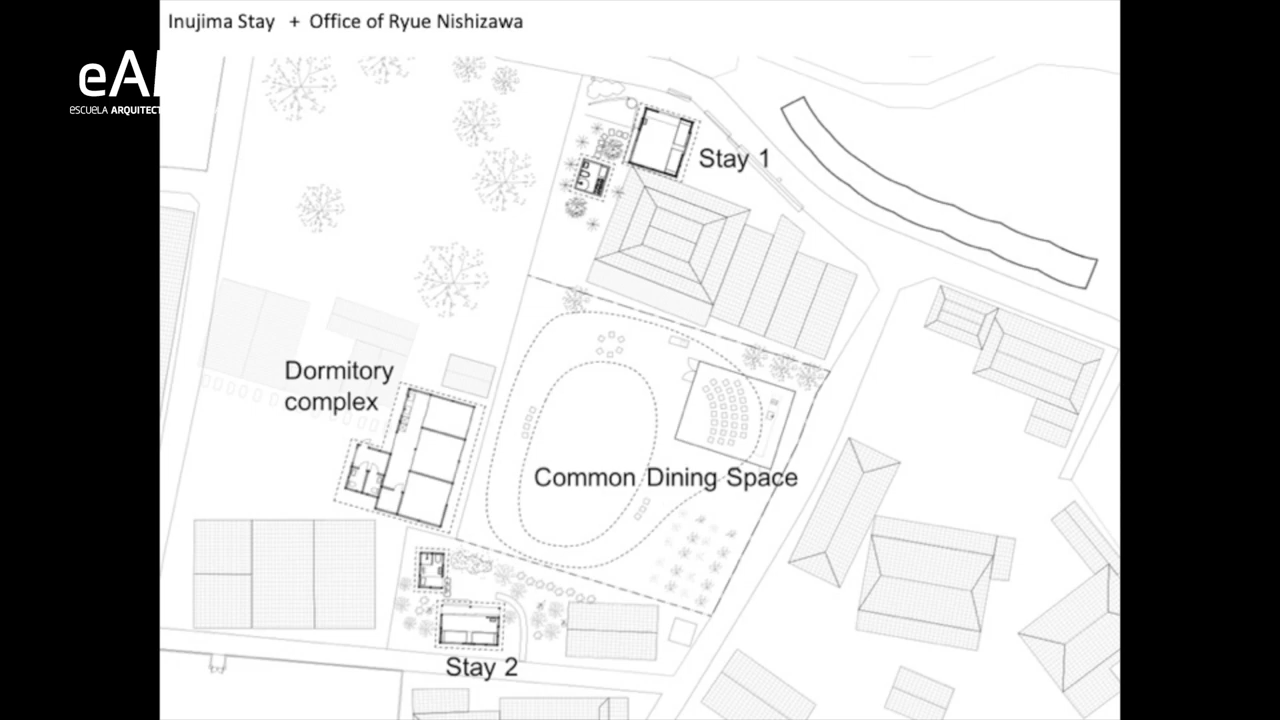 Inujima Stay + Office of Ryue Nishizawa
eA
ESCUELA ARQUITECT
Stay 1
Dormitory
complex
Common Dining Space
Stay 2